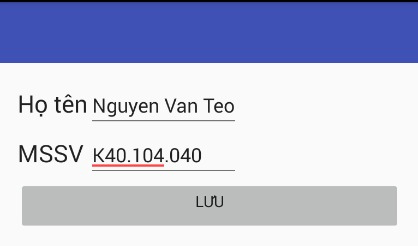 Họ tên Nguyen Van Teo
MSSV K40.104.040
LƯU